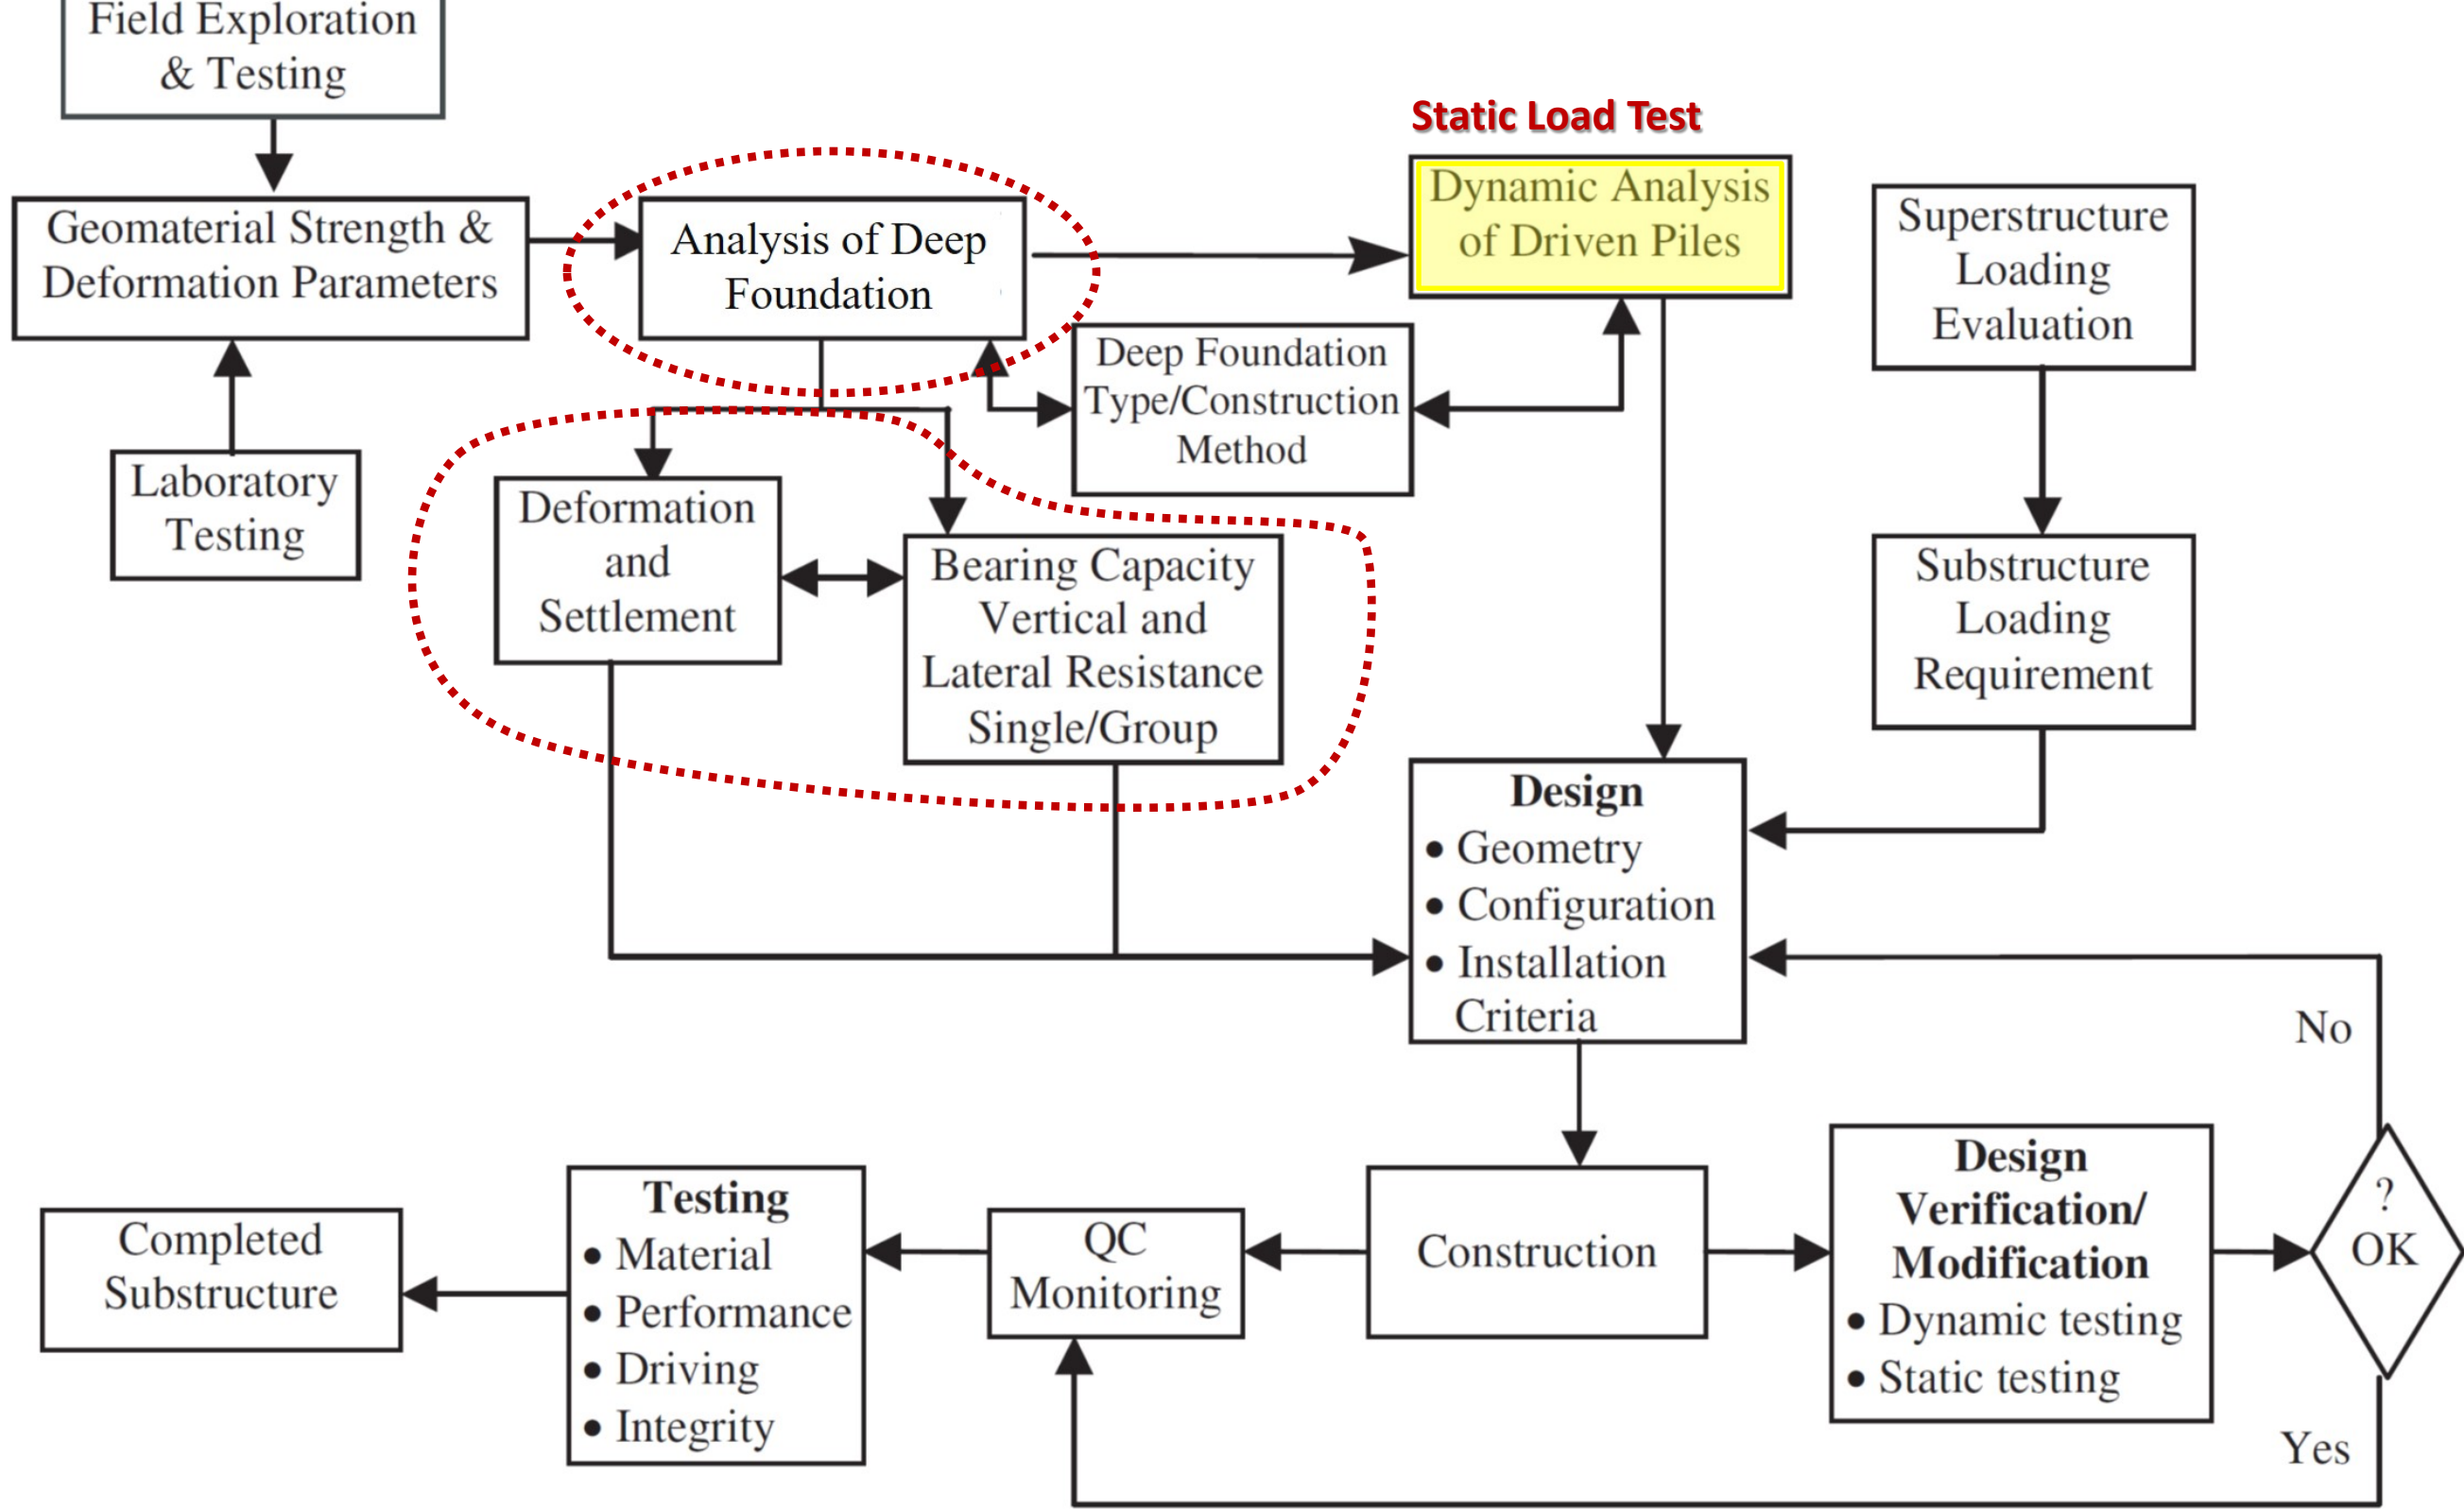 Field Exploration
& Testing
Static Load Test
Geomaterial Strength &
Deformation Parameters
Analysis of Deep
Foundation
Dynamic Analysis
of Driven Piles
Superstructure
Loading
Evaluation
Deep Foundation
Type/Construction
Method
Laboratory
Testing
Deformation
and
Settlement
Bearing Capacity
Vertical and
Lateral Resistance
Single/Group
Substructure
Loading
Requirement
Design
• Geometry
• Configuration
• Installation
Criteria
No
Completed
Substructure
Testing
• Material
• Performance
• Driving
• Integrity
QC
Monitoring
Construction
Design
Verification/
Modification
• Dynamic testing
• Static testing
?
OK
Yes